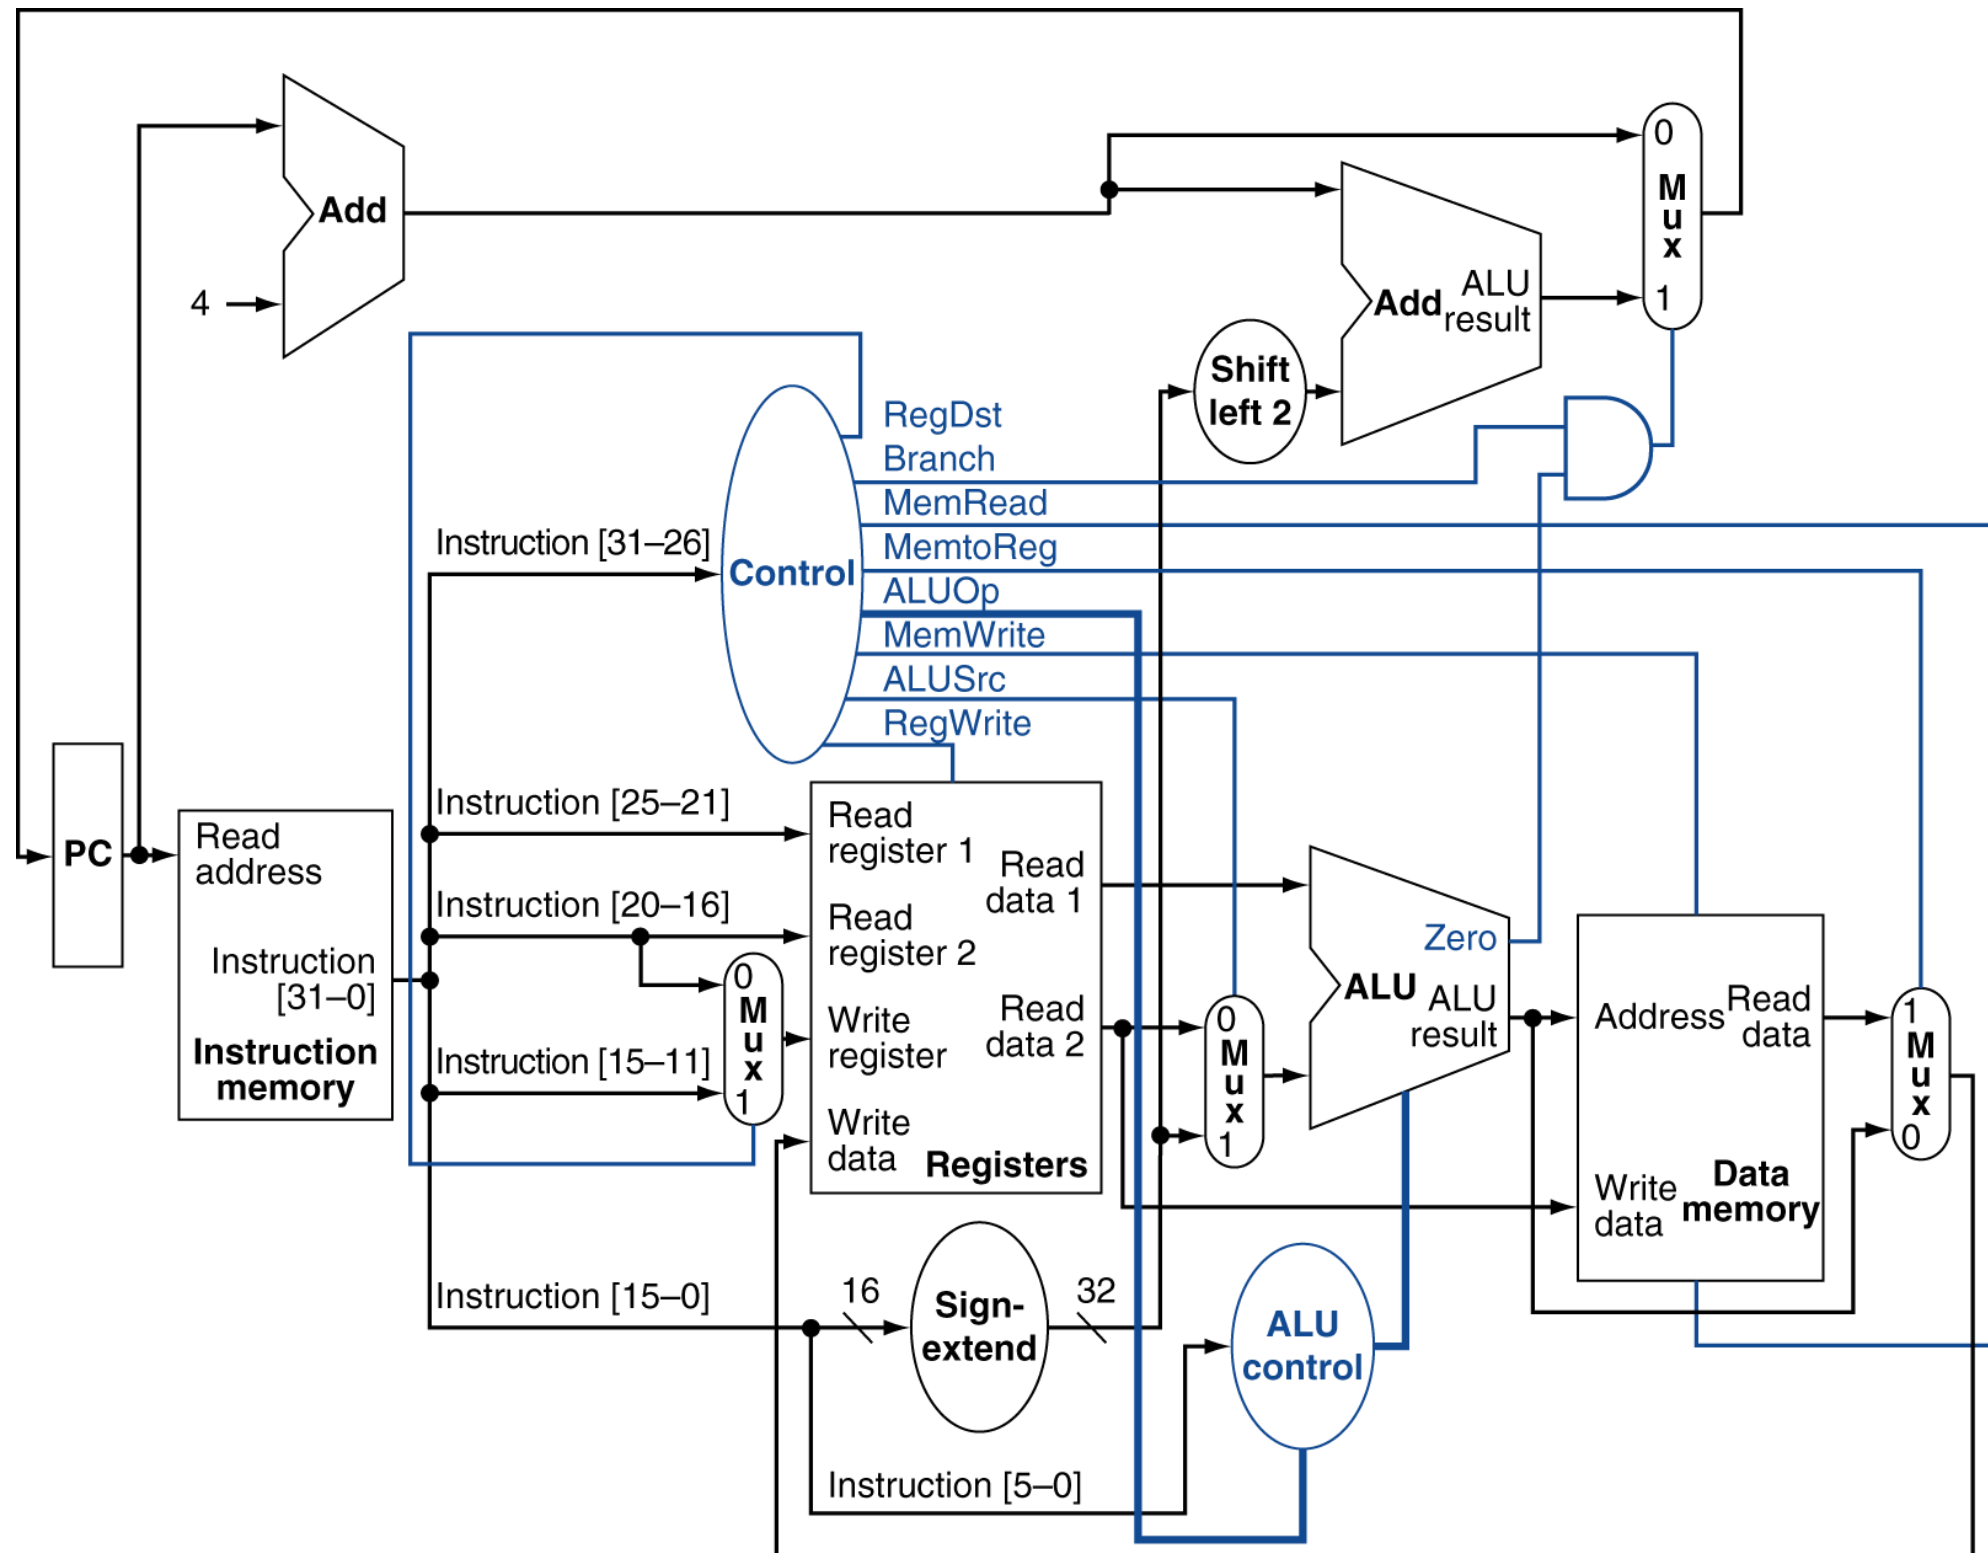 0
M
u
x
1
Add
4
Add
ALU
result
Shift
left 2
RegDst
Branch
MemRead
MemtoReg
ALUOp
MemWrite
ALUSrc
RegWrite
Control
Instruction [31–26]
Instruction [25–21]
Instruction [20–16]
Instruction [15–11]
Instruction [15–0]
Instruction [5–0]
PC
Read
address
Instruction
[31–0]
Instruction
memory
0
M
u
x
1
Read
register 1
Read
register 2
Write
register
Write
data
Read
data 1
Read
data 2
Registers
0
M
u
x
1
Zero
ALU
ALU
result
Address
Read
data
Write
data
Data
memory
1
M
u
x
0
16
Sign-
extend
32
ALU
control